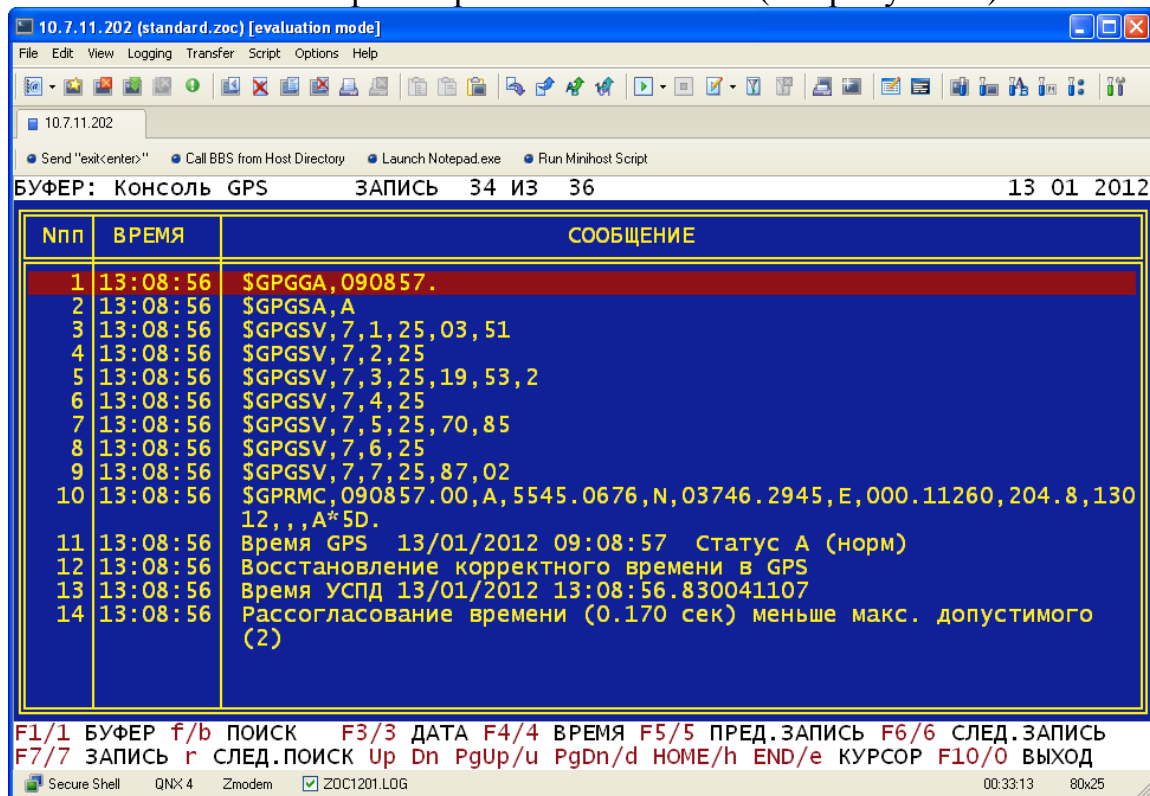 10.7.11.202 (standard.zoc) [evaluation mode]
File Edit View Logging Transfer Script Options Help
10.7.11.202
Send "exit<enter>" Call BBS from Host Directory Launch Notepad.exe Run Minihost Script
БУФЕР: Консоль GPS ЗАПИСЬ 34 ИЗ 36 13 01 2012
Nпп ВРЕМЯ СООБЩЕНИЕ
1 13:08:56 $GPGGA,090857.
2 13:08:56 $GPGSA,A
3 13:08:56 $GPGSV,7,1,25,03,51
4 13:08:56 $GPGSV,7,2,25
5 13:08:56 $GPGSV,7,3,25,19,53,2
6 13:08:56 $GPGSV,7,4,25
7 13:08:56 $GPGSV,7,5,25,70,85
8 13:08:56 $GPGSV,7,6,25
9 13:08:56 $GPGSV,7,7,25,87,02
10 13:08:56 $GPRMC,090857.00,A,5545.0676,N,03746.2945,E,000.11260,204.8,130
12,,,A*5D.
11 13:08:56 Время GPS 13/01/2012 09:08:57 Статус A (норм)
12 13:08:56 Восстановление корректного времени в GPS
13 13:08:56 Время УСПД 13/01/2012 13:08:56.830041107
14 13:08:56 Рассогласование времени (0.170 сек) меньше макс. допустимого
(2)
F1/1 БУФЕР f/b ПОИСК F3/3 ДАТА F4/4 ВРЕМЯ F5/5 ПРЕД.ЗАПИСЬ F6/6 СЛЕД.ЗАПИСЬ
F7/7 ЗАПИСЬ r СЛЕД.ПОИСК Up Dn PgUp/u PgDn/d HOME/h END/e КУРСОР F10/0 ВЫХОД
Secure Shell QNX 4 Zmodem ZOC1201.LOG 00:33:13 80x25